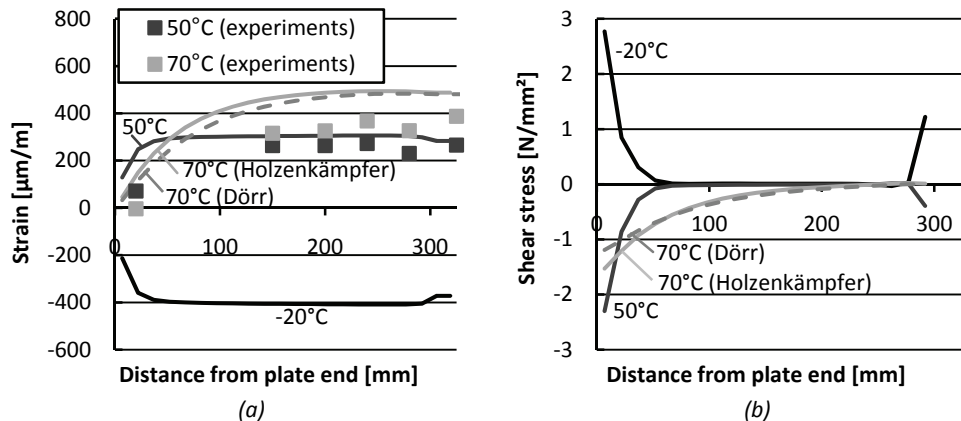 800
600
400
200
0
-200
-400
-600
Strain [µm/m]
50°C (experiments)
70°C (experiments)
50°C
70°C (Holzenkämpfer)
70°C (Dörr)
0
100
200
300
-20°C
Distance from plate end [mm]
(a)
3
2
1
0
-1
-2
-3
Shear stress [N/mm²]
-20°C
0
100
200
300
70°C (Dörr)
70°C (Holzenkämpfer)
50°C
Distance from plate end [mm]
(b)